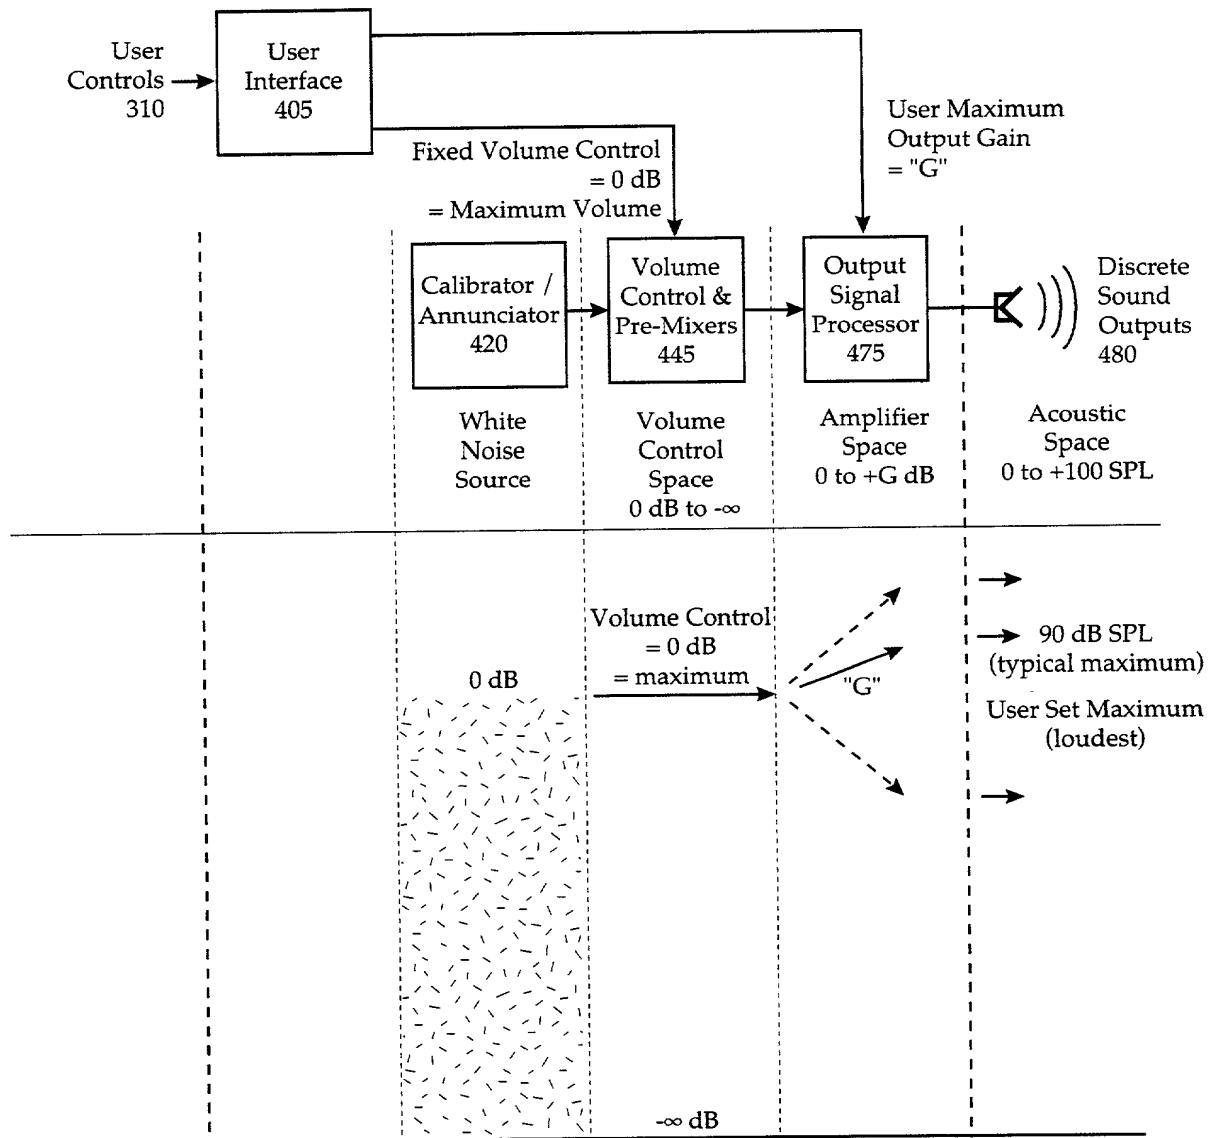 User
Controls
310
User
Interface
405
Fixed Volume Control
= 0 dB
= Maximum Volume
User Maximum
Output Gain
= "G"
Calibrator /
Annunciator
420
Volume
Control &
Pre-Mixers
445
Output
Signal
Processor
475
Discrete
Sound
Outputs
480
White
Noise
Source
Volume
Control
Space
0 dB to -∞
Amplifier
Space
0 to +G dB
Acoustic
Space
0 to +100 SPL
0 dB
Volume Control
= 0 dB
= maximum
"G"
90 dB SPL
(typical maximum)
User Set Maximum
(loudest)
-∞ dB